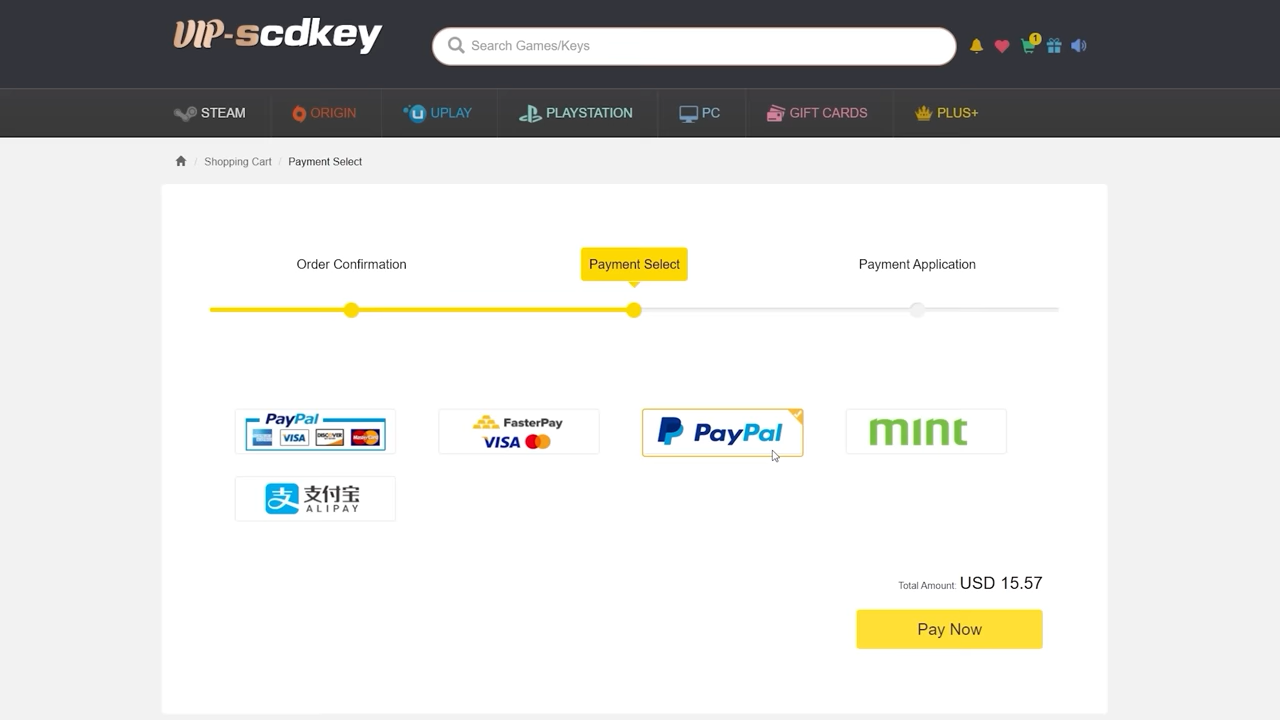 VIP-scdkey
Search Games/Keys
1
STEAM
ORIGIN
UPLAY
PLAYSTATION
PC
GIFT CARDS
PLUS+
/ Shopping Cart / Payment Select
Order Confirmation
Payment Select
Payment Application
PayPal
VISA
DISCOVER
MasterCard
FasterPay
VISA
PayPal
mint
支付宝
ALIPAY
Total Amount: USD 15.57
Pay Now